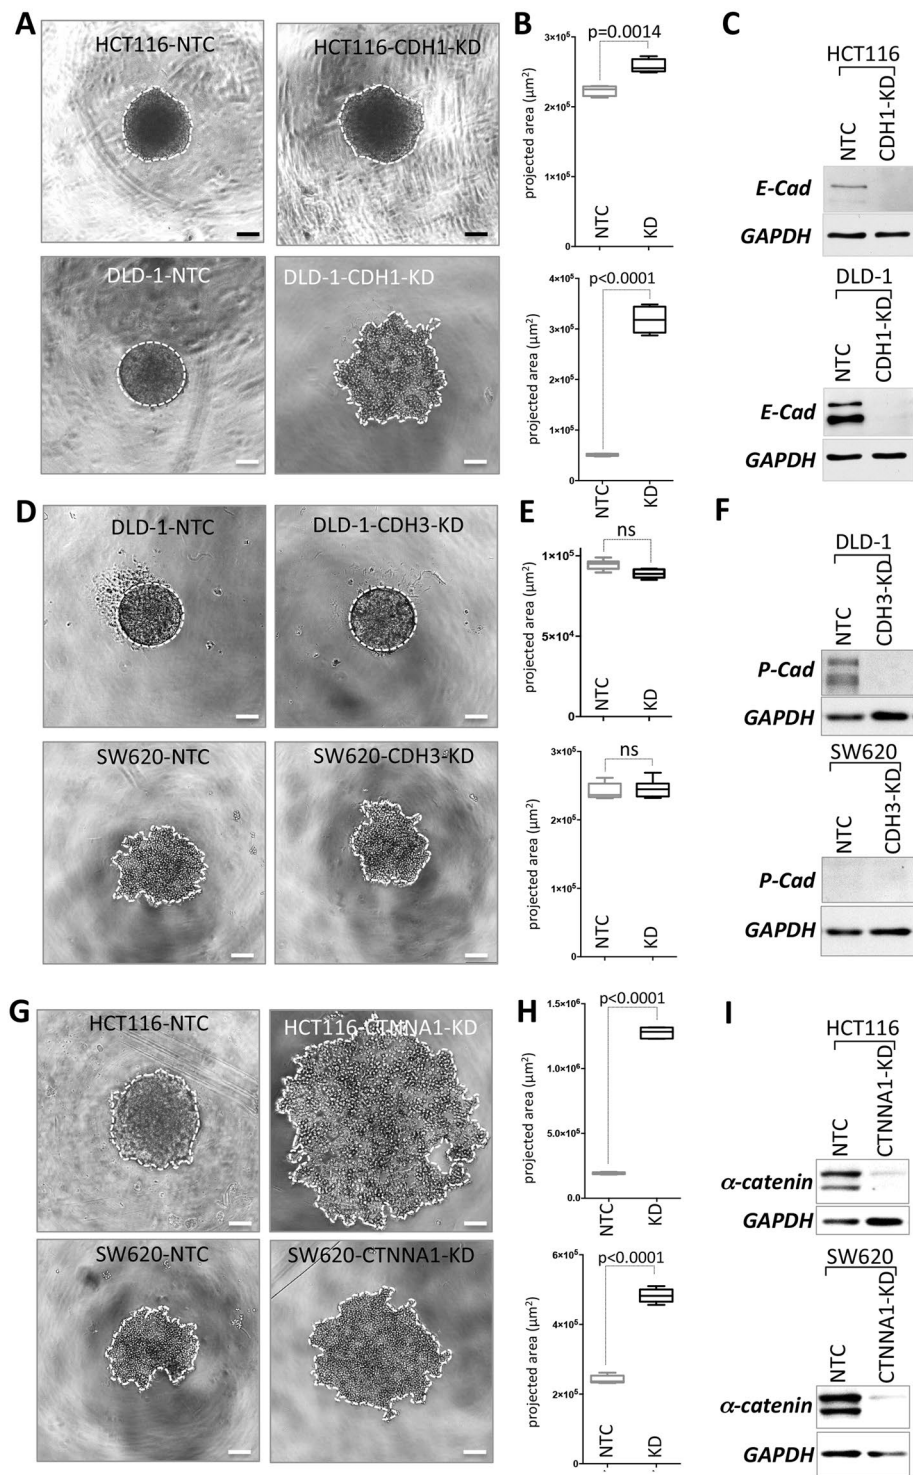 A
HCT116-NTC
HCT116-CDH1-KD
DLD-1-NTC
DLD-1-CDH1-KD
B
p=0.0014
3×10⁵
2×10⁵
1×10⁵
0
projected area (µm²)
NTC
KD
p<0.0001
4×10⁵
3×10⁵
2×10⁵
1×10⁵
0
projected area (µm²)
NTC
KD
C
HCT116
NTC
CDH1-KD
E-Cad
GAPDH
DLD-1
NTC
CDH1-KD
E-Cad
GAPDH
D
DLD-1-NTC
DLD-1-CDH3-KD
SW620-NTC
SW620-CDH3-KD
E
ns
1×10⁵
5×10⁴
0
projected area (µm²)
NTC
KD
ns
3×10⁵
2×10⁵
1×10⁵
0
projected area (µm²)
NTC
KD
F
DLD-1
NTC
CDH3-KD
P-Cad
GAPDH
SW620
NTC
CDH3-KD
P-Cad
GAPDH
G
HCT116-NTC
HCT116-CTNNA1-KD
SW620-NTC
SW620-CTNNA1-KD
H
p<0.0001
1.5×10⁶
1.0×10⁶
5.0×10⁵
0.0
projected area (µm²)
NTC
KD
p<0.0001
6×10⁵
4×10⁵
2×10⁵
0
projected area (µm²)
NTC
KD
I
HCT116
NTC
CTNNA1-KD
α-catenin
GAPDH
SW620
NTC
CTNNA1-KD
α-catenin
GAPDH